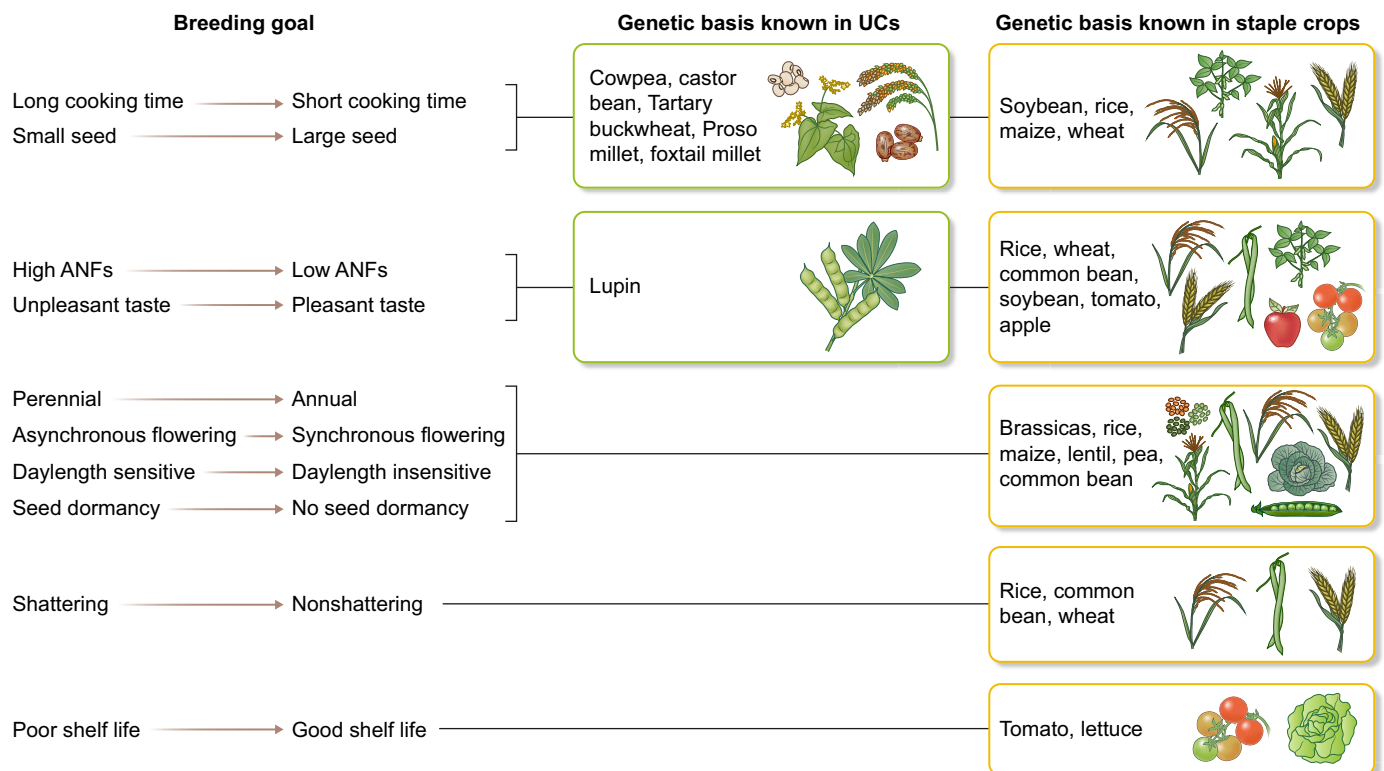 Breeding goal
Genetic basis known in UCs
Genetic basis known in staple crops
Long cooking time
Short cooking time
Small seed
Large seed
Cowpea, castor
bean, Tartary
buckwheat, Proso
millet, foxtail millet
Soybean, rice,
maize, wheat
High ANFs
Low ANFs
Unpleasant taste
Pleasant taste
Lupin
Rice, wheat,
common bean,
soybean, tomato,
apple
Perennial
Annual
Asynchronous flowering
Synchronous flowering
Daylength sensitive
Daylength insensitive
Seed dormancy
No seed dormancy
Brassicas, rice,
maize, lentil, pea,
common bean
Shattering
Nonshattering
Rice, common
bean, wheat
Poor shelf life
Good shelf life
Tomato, lettuce